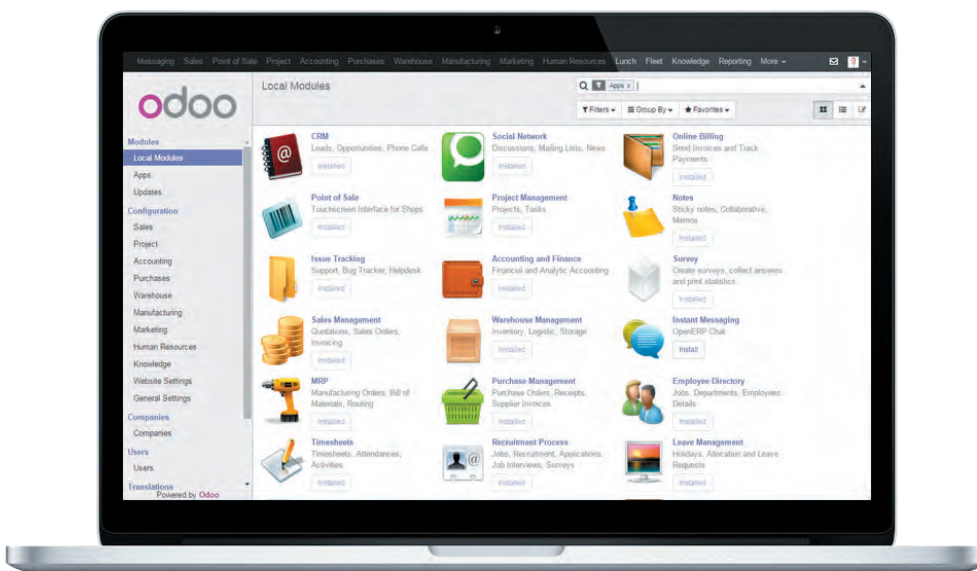 Messaging Sales Point of Sale Project Accounting Purchases Warehouse Manufacturing Marketing Human Resources Lunch Fleet Knowledge Reporting More
odoo
Local Modules
Apps x
Filters Group By Favorites
Modules
Local Modules
Apps
Updates
Configuration
Sales
Project
Accounting
Purchases
Warehouse
Manufacturing
Marketing
Human Resources
Knowledge
Website Settings
General Settings
Companies
Companies
Users
Users
Translations
Powered by Odoo
CRM
Leads, Opportunities, Phone Calls
Installed
Social Network
Discussions, Mailing Lists, News
Installed
Online Billing
Send Invoices and Track
Payments
Installed
Point of Sale
Touchscreen Interface for Shops
Installed
Project Management
Projects, Tasks
Installed
Notes
Sticky notes, Collaborative,
Memos
Installed
Issue Tracking
Support, Bug Tracker, Helpdesk
Installed
Accounting and Finance
Financial and Analytic Accounting
Installed
Survey
Create surveys, collect answers
and print statistics
Installed
Sales Management
Quotations, Sales Orders,
Invoicing
Installed
Warehouse Management
Inventory, Logistic, Storage
Installed
Instant Messaging
OpenERP Chat
Install
MRP
Manufacturing Orders, Bill of
Materials, Routing
Installed
Purchase Management
Purchase Orders, Receipts,
Supplier Invoices
Installed
Employee Directory
Jobs, Departments, Employees
Details
Installed
Timesheets
Timesheets, Attendances,
Activities
Installed
Recruitment Process
Jobs, Recruitment, Applications,
Job Interviews, Surveys
Installed
Leave Management
Holidays, Allocation and Leave
Requests
Installed